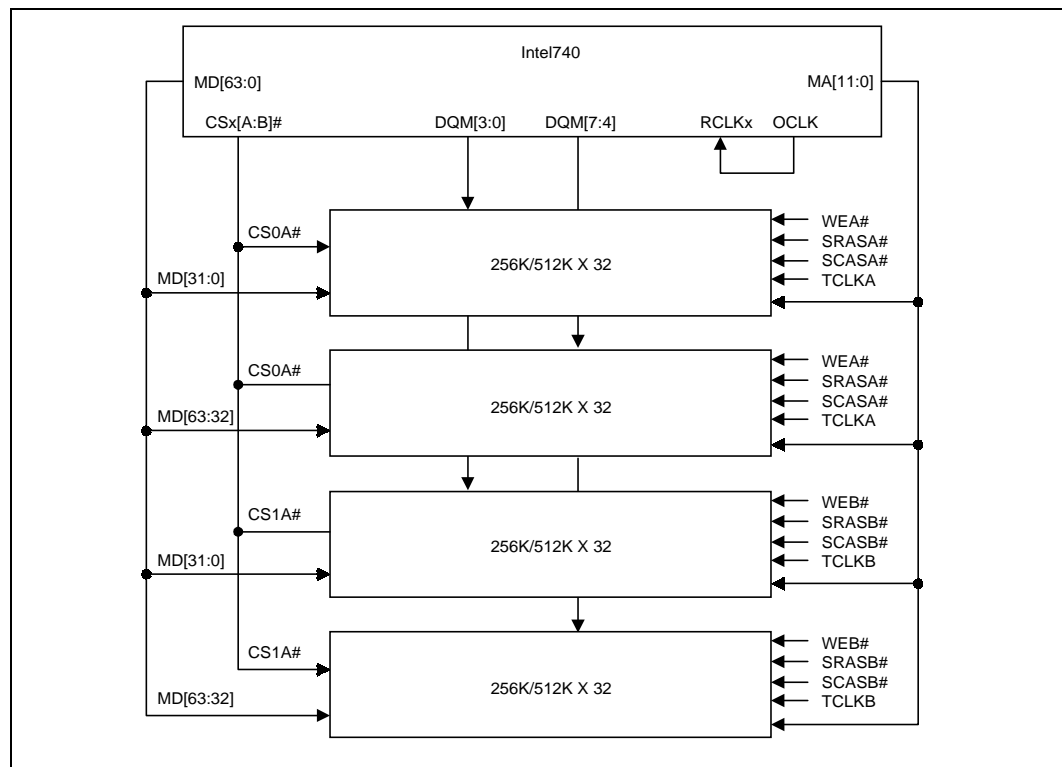 Intel740
MD[63:0]
MA[11:0]
CSx[A:B]#
DQM[3:0]
DQM[7:4]
RCLKx
OCLK
CS0A#
MD[31:0]
256K/512K X 32
WEA#
SRASA#
SCASA#
TCLKA
CS0A#
MD[63:32]
256K/512K X 32
WEA#
SRASA#
SCASA#
TCLKA
CS1A#
MD[31:0]
256K/512K X 32
WEB#
SRASB#
SCASB#
TCLKB
CS1A#
MD[63:32]
256K/512K X 32
WEB#
SRASB#
SCASB#
TCLKB